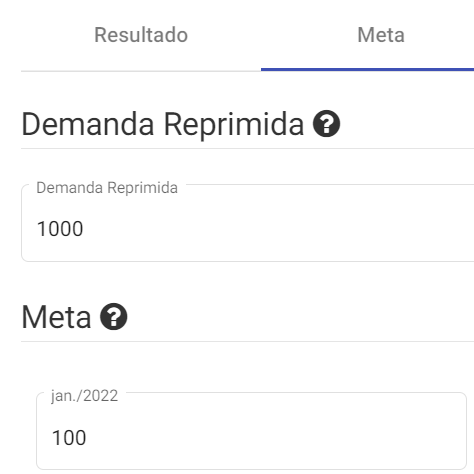 Resultado Meta
Demanda Reprimida ?
Demanda Reprimida
1000
Meta ?
jan./2022
100